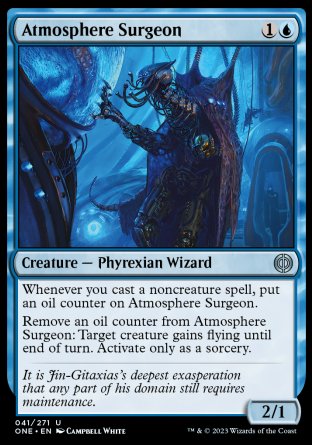 Atmosphere Surgeon 1
Creature — Phyrexian Wizard
Whenever you cast a noncreature spell, put
an oil counter on Atmosphere Surgeon.
Remove an oil counter from Atmosphere
Surgeon: Target creature gains flying until
end of turn. Activate only as a sorcery.
It is Jin-Gitaxias's deepest exasperation
that any part of his domain still requires
maintenance.
2/1
041/271 U
ONE • EN Campbell White ™ & © 2023 Wizards of the Coast